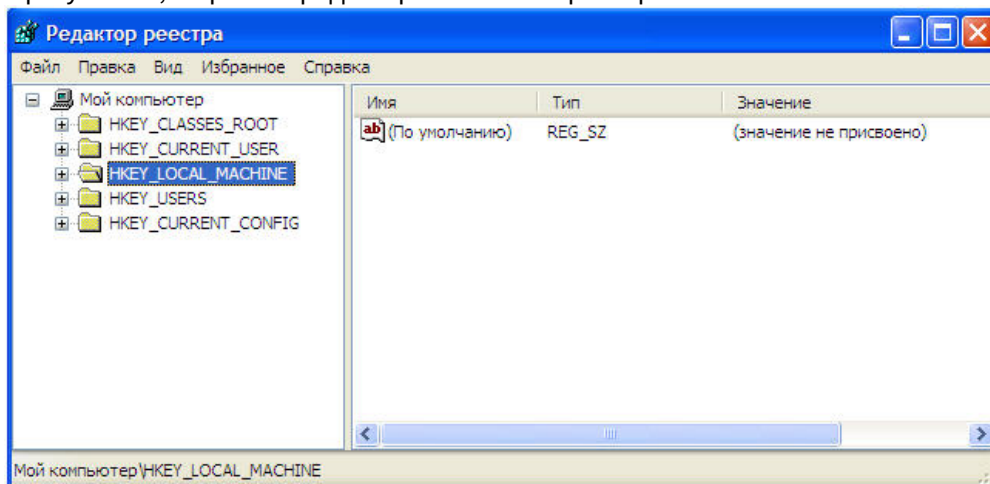 Редактор реестра
Файл Правка Вид Избранное Справка
Мой компьютер
HKEY_CLASSES_ROOT
HKEY_CURRENT_USER
HKEY_LOCAL_MACHINE
HKEY_USERS
HKEY_CURRENT_CONFIG
Имя Тип Значение
ab (По умолчанию) REG_SZ (значение не присвоено)
Мой компьютер\HKEY_LOCAL_MACHINE